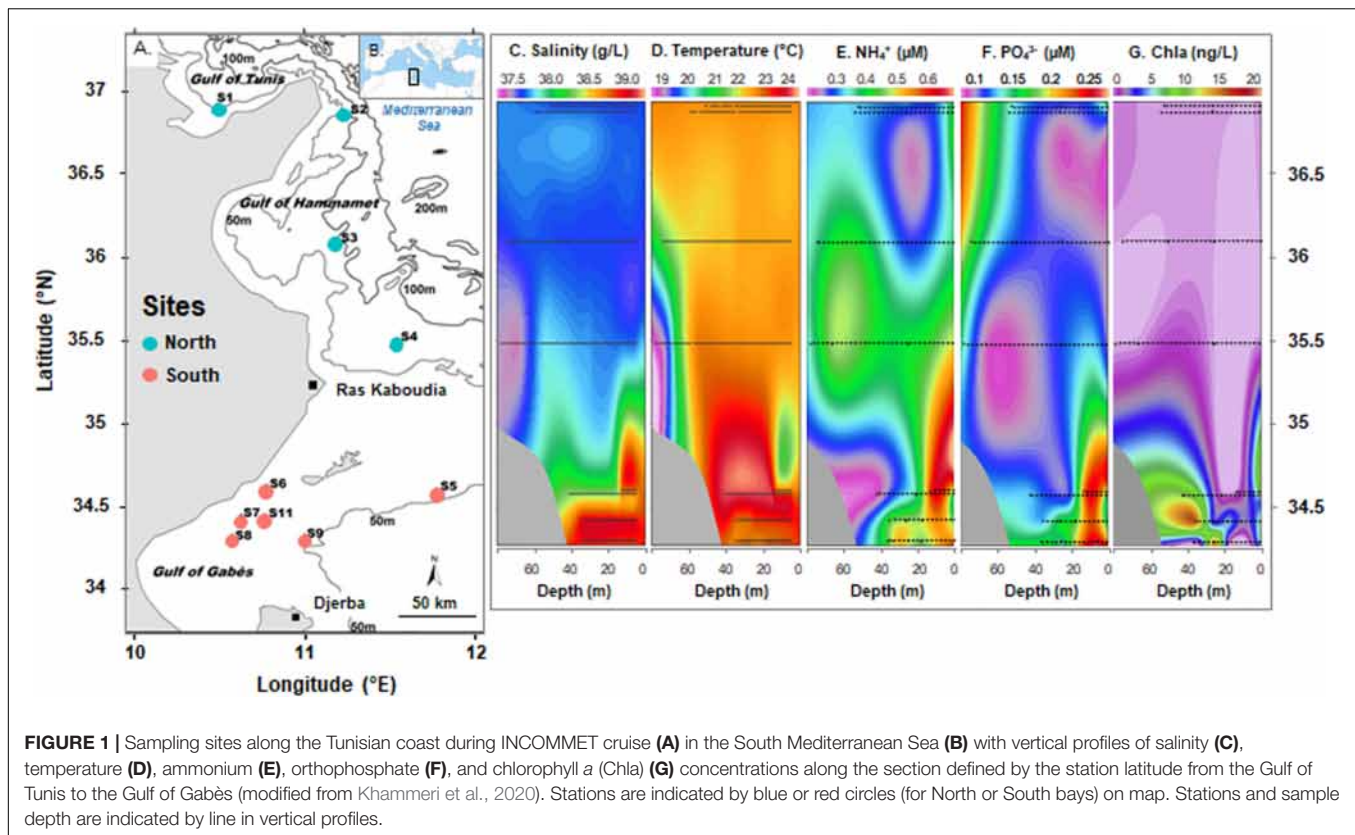 A.
B.
100m
Gulf of Tunis
S1
S2
Mediterranean
Sea
Gulf of Hammamet
200m
50m
S3
100m
Sites
North
South
S4
Ras Kaboudia
S6
S5
S7
S11
50m
S8
S9
Gulf of Gabès
N
Djerba
50 km
50m
37
36.5
36
35.5
35
34.5
34
Latitude (°N)
10
11
12
Longitude (°E)
C. Salinity (g/L)
37.5 38.0 38.5 39.0
D. Temperature (°C)
19 20 21 22 23 24
E. NH₄⁺ (µM)
0.3 0.4 0.5 0.6
F. PO₄³⁻ (µM)
0.1 0.15 0.2 0.25
G. Chla (ng/L)
0 5 10 15 20
36.5
36
35.5
35
34.5
60 40 20 0
60 40 20 0
60 40 20 0
60 40 20 0
60 40 20 0
Depth (m)
Depth (m)
Depth (m)
Depth (m)
Depth (m)
FIGURE 1 | Sampling sites along the Tunisian coast during INCOMMET cruise (A) in the South Mediterranean Sea (B) with vertical profiles of salinity (C),
temperature (D), ammonium (E), orthophosphate (F), and chlorophyll a (Chla) (G) concentrations along the section defined by the station latitude from the Gulf of
Tunis to the Gulf of Gabès (modified from Khammeri et al., 2020). Stations are indicated by blue or red circles (for North or South bays) on map. Stations and sample
depth are indicated by line in vertical profiles.